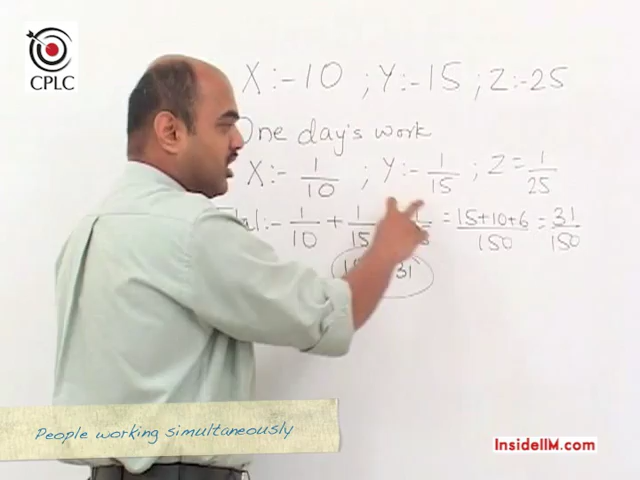 CPLC
X:-10 ; Y:-15 ; Z:-25
One day's work
X:- 1/10 ; Y:- 1/15 ; Z = 1/25
:- 1/10 + 1/15 = 15+10+6/150 = 31/150
31
People working simultaneously
InsideIIM.com